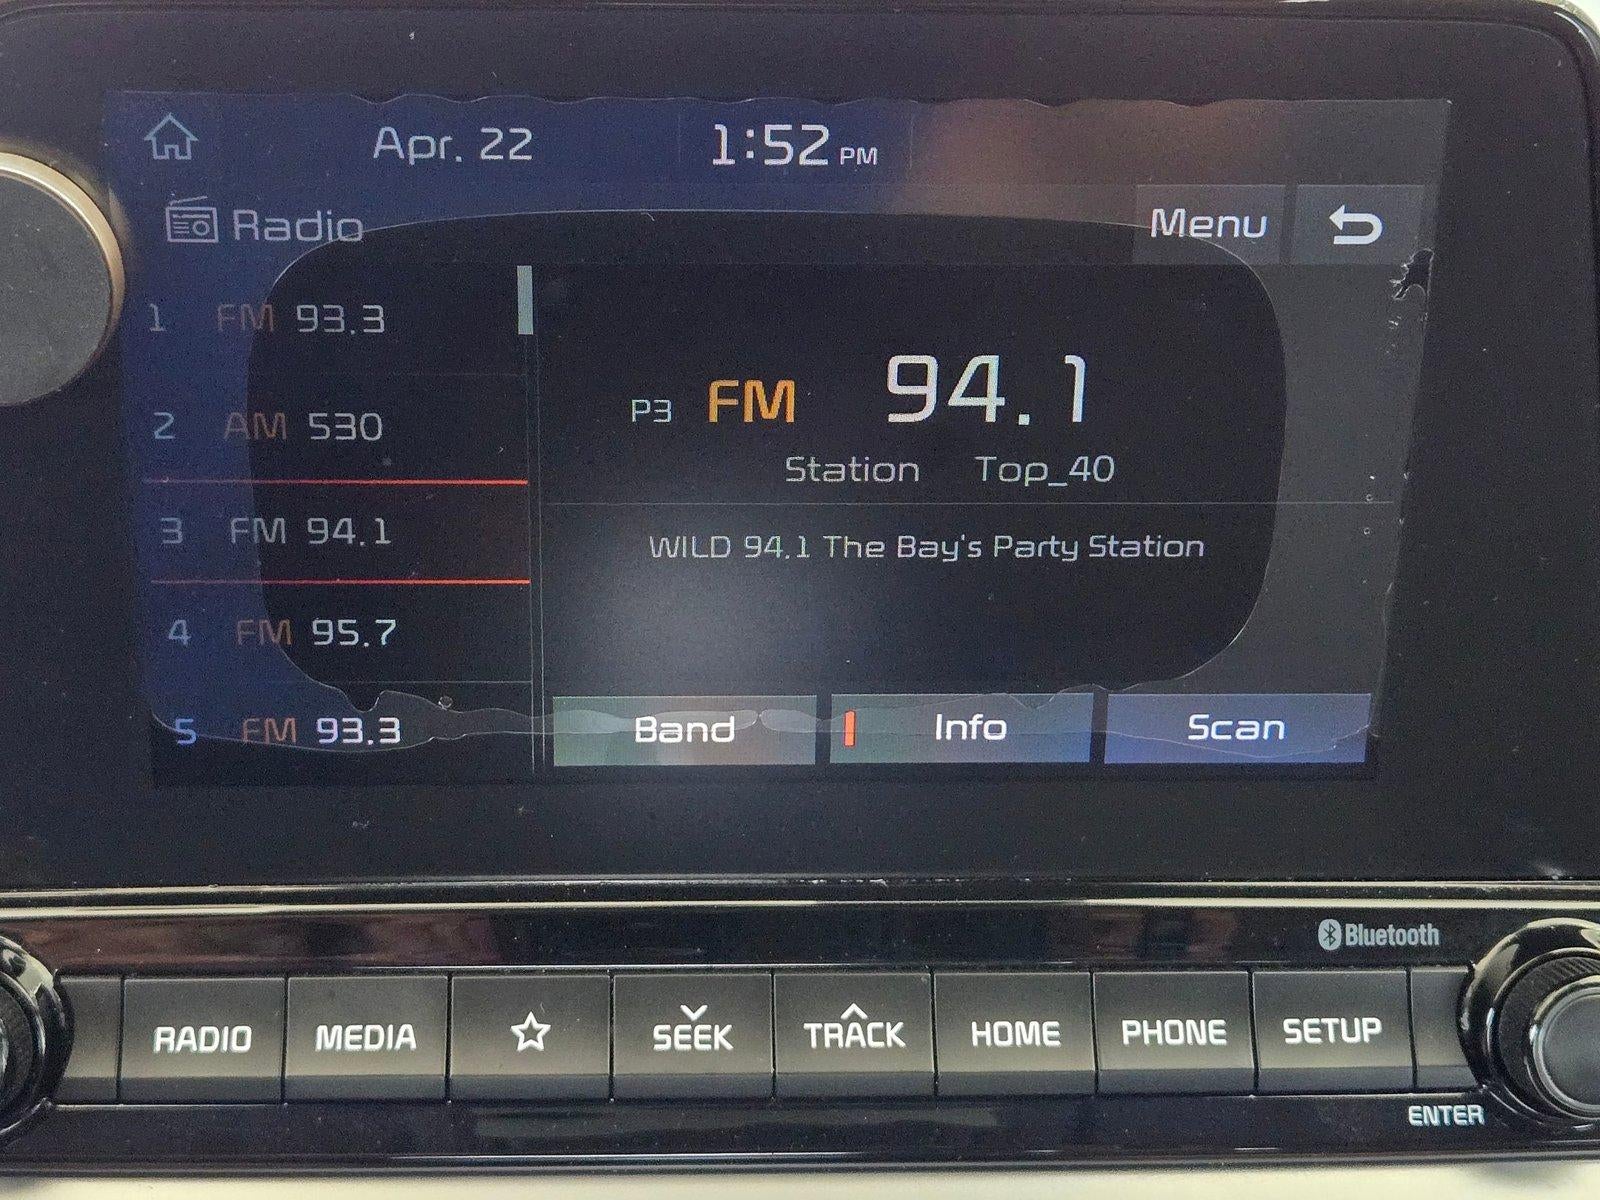 Apr. 22 1:52 PM
Radio Menu
1 FM 93.3
2 AM 530
3 FM 94.1
4 FM 95.7
5 FM 93.3
P3 FM 94.1
Station Top_40
WILD 94.1 The Bay's Party Station
Band Info Scan
Bluetooth
RADIO MEDIA SEEK TRACK HOME PHONE SETUP
ENTER